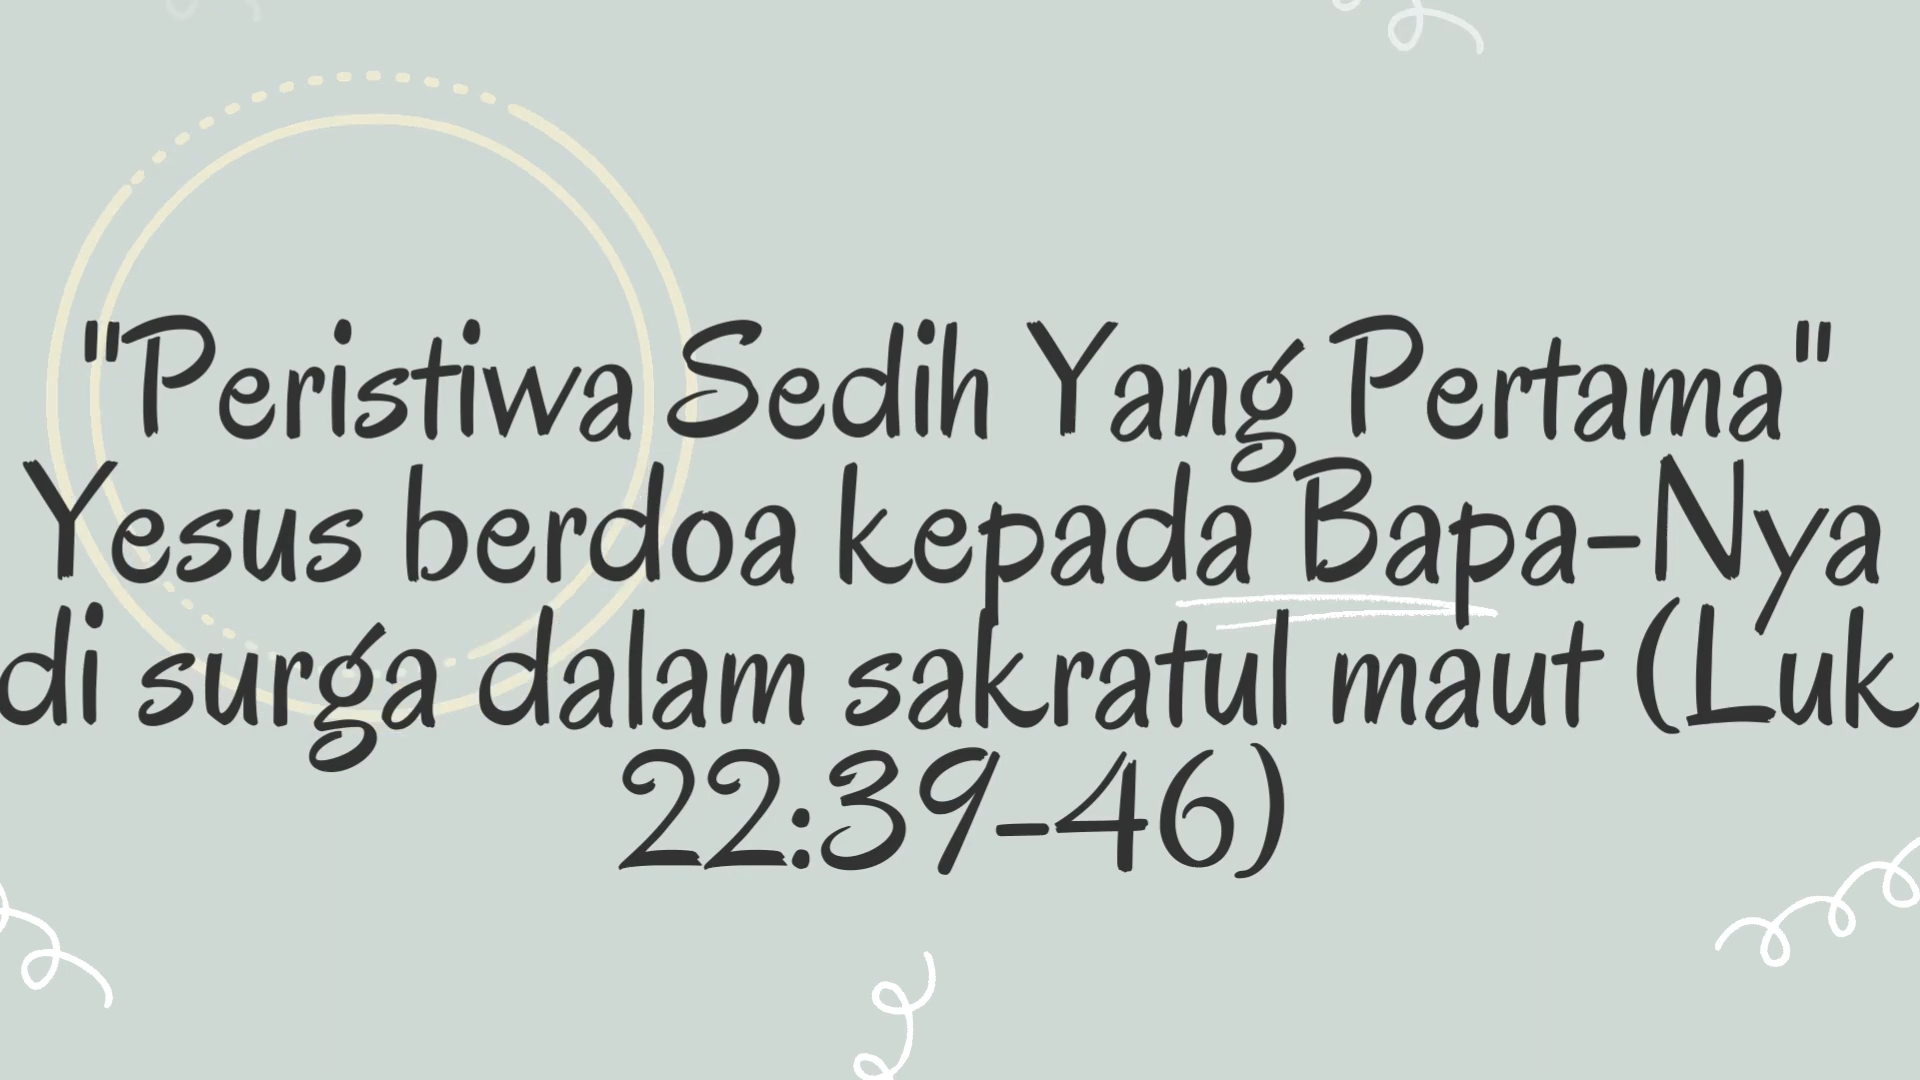 "Peristiwa Sedih Yang Pertama"
Yesus berdoa kepada Bapa-Nya
di surga dalam sakratul maut (Luk
22:39-46)